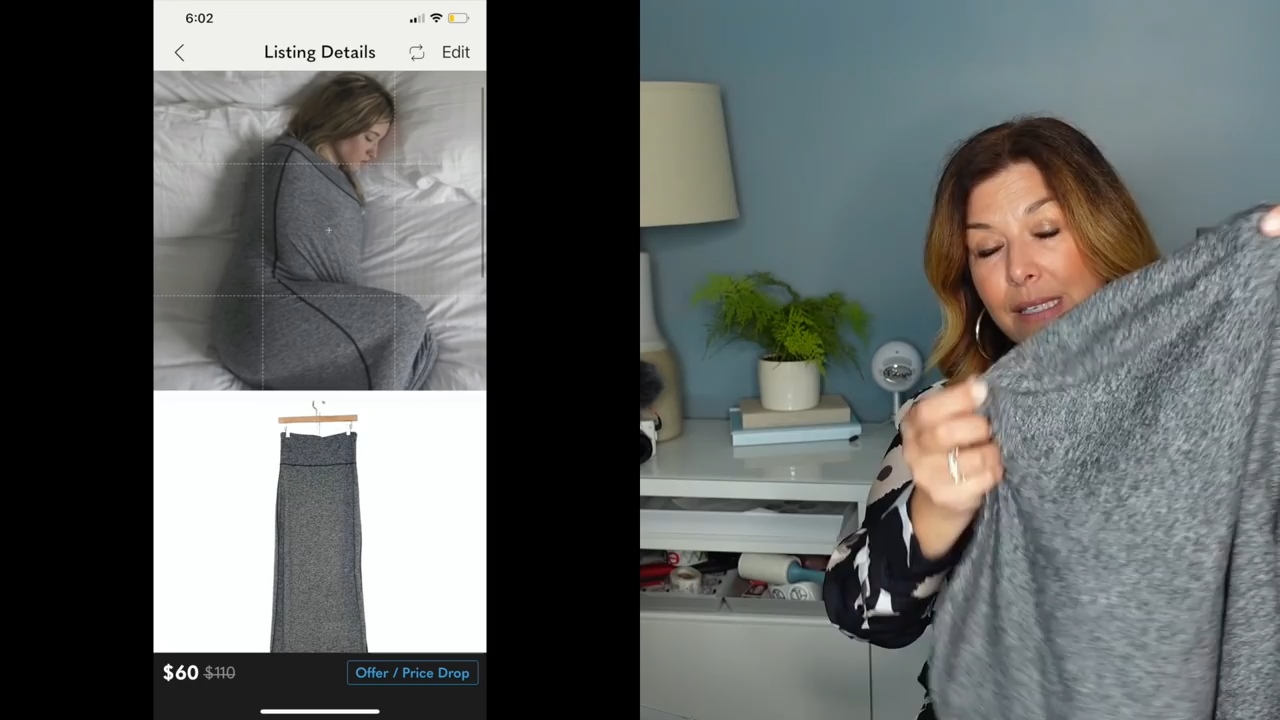 6:02
Listing Details
Edit
$60 $110
Offer / Price Drop